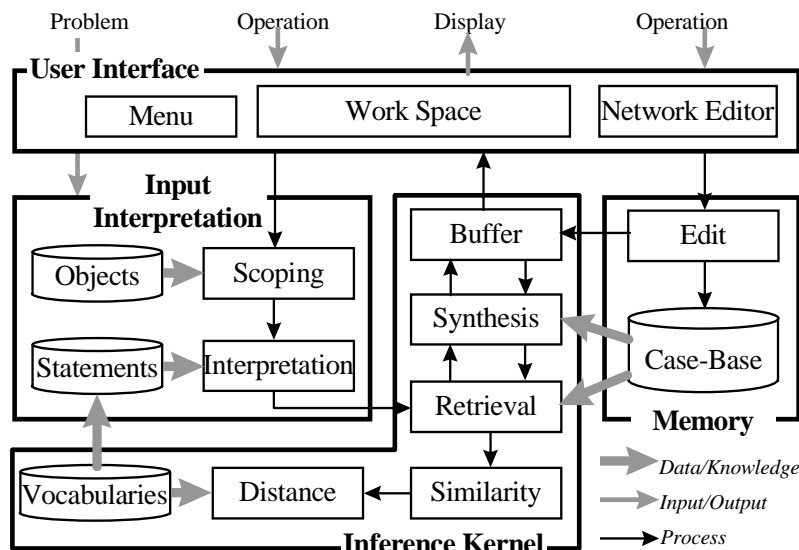 Problem
Operation
Display
Operation
User Interface
Menu
Work Space
Network Editor
Input
Interpretation
Objects
Scoping
Statements
Interpretation
Buffer
Synthesis
Retrieval
Edit
Case-Base
Memory
Vocabularies
Distance
Similarity
Inference Kernel
Data/Knowledge
Input/Output
Process